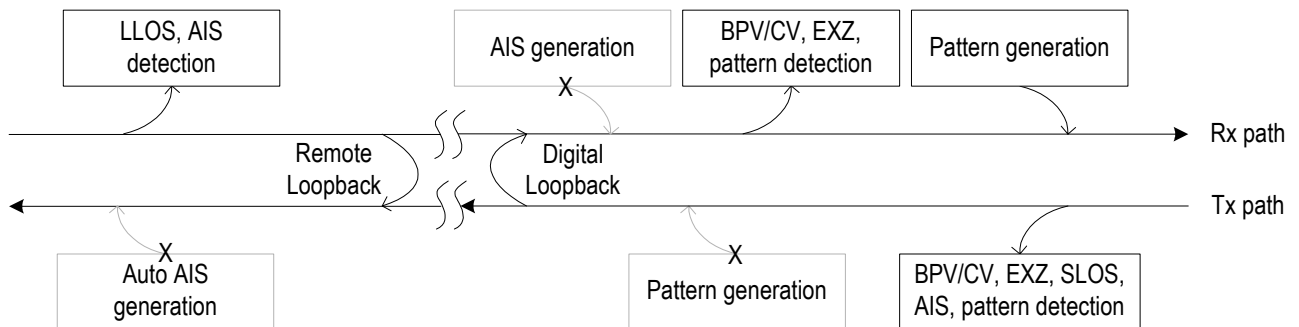 LLOS, AIS
detection
AIS generation
X
BPV/CV, EXZ,
pattern detection
Pattern generation
Rx path
Remote
Loopback
Digital
Loopback
Tx path
X
Auto AIS
generation
X
Pattern generation
BPV/CV, EXZ, SLOS,
AIS, pattern detection